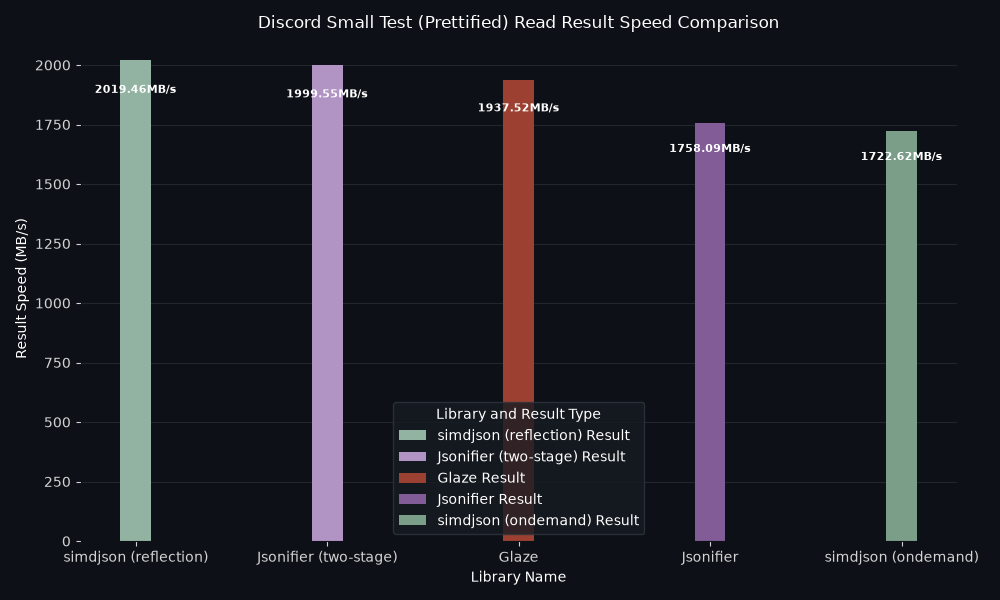 Discord Small Test (Prettified) Read Result Speed Comparison
Result Speed (MB/s)
2000
1750
1500
1250
1000
750
500
250
0
2019.46MB/s
1999.55MB/s
1937.52MB/s
1758.09MB/s
1722.62MB/s
Library and Result Type
simdjson (reflection) Result
Jsonifier (two-stage) Result
Glaze Result
Jsonifier Result
simdjson (ondemand) Result
simdjson (reflection)
Jsonifier (two-stage)
Glaze
Jsonifier
simdjson (ondemand)
Library Name